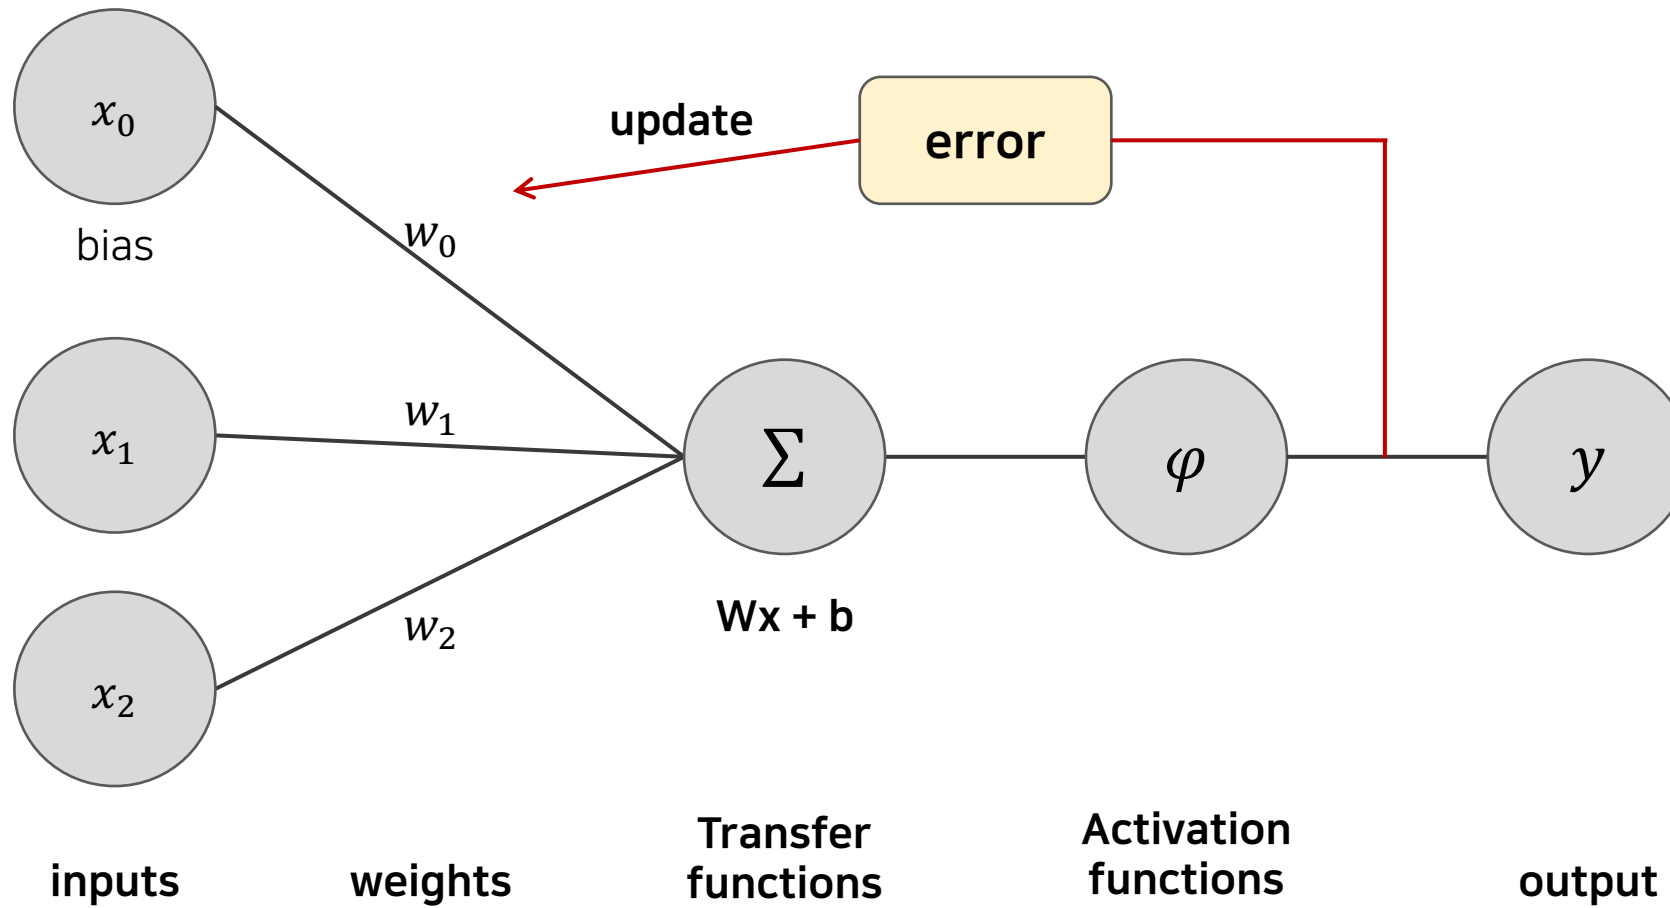 x₀
bias
x₁
x₂
w₀
w₁
w₂
update
error
Σ
Wx + b
φ
y
inputs
weights
Transfer
functions
Activation
functions
output